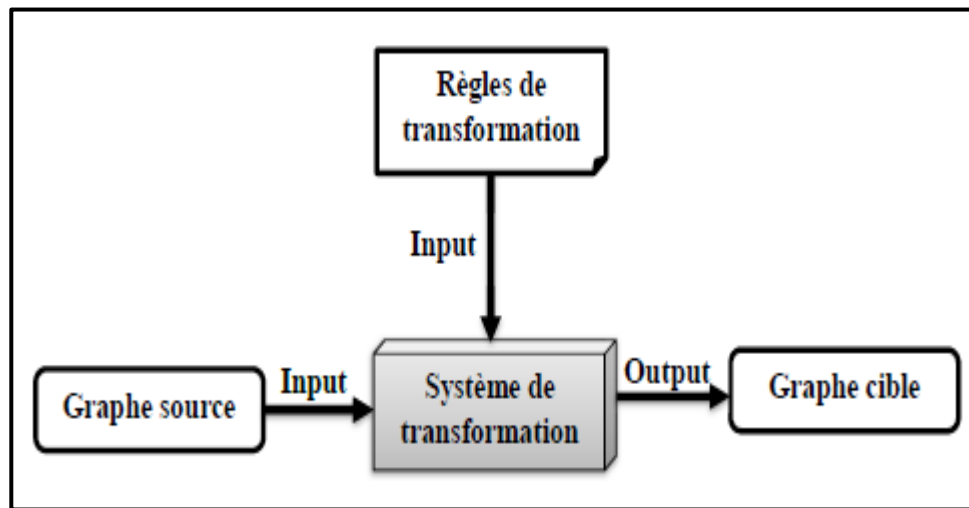 Règles de
transformation
Input
Graphe source
Input
Système de
transformation
Output
Graphe cible